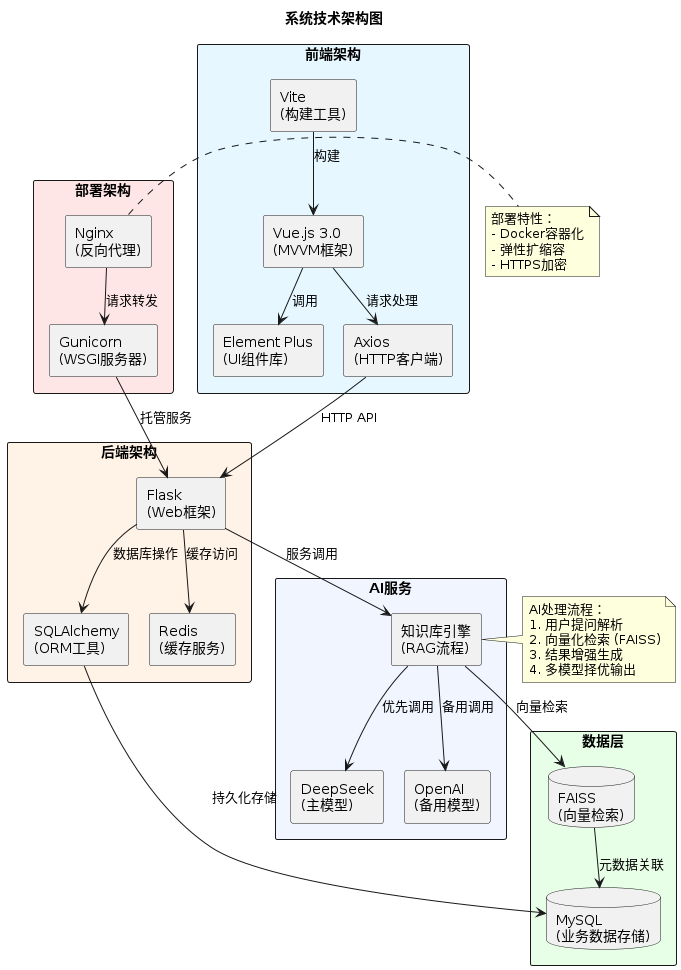 系统技术架构图
前端架构
Vite
(构建工具)
构建
部署架构
Nginx
(反向代理)
Vue.js 3.0
(MVVM框架)
部署特性：
- Docker容器化
- 弹性扩缩容
- HTTPS加密
请求转发
调用
请求处理
Gunicorn
(WSGI服务器)
Element Plus
(UI组件库)
Axios
(HTTP客户端)
托管服务
HTTP API
后端架构
Flask
(Web框架)
数据库操作
缓存访问
服务调用
AI服务
SQLAlchemy
(ORM工具)
Redis
(缓存服务)
知识库引擎
(RAG流程)
AI处理流程：
1. 用户提问解析
2. 向量化检索 (FAISS)
3. 结果增强生成
4. 多模型择优输出
优先调用
备用调用
向量检索
数据层
DeepSeek
(主模型)
OpenAI
(备用模型)
FAISS
(向量检索)
持久化存储
元数据关联
MySQL
(业务数据存储)